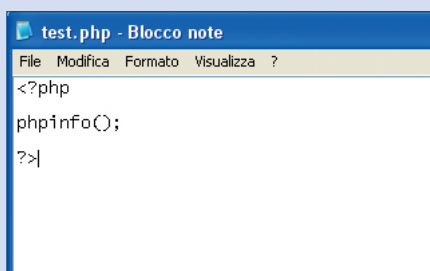 test.php - Blocco note
File Modifica Formato Visualizza ?
<?php
phpinfo();
?>